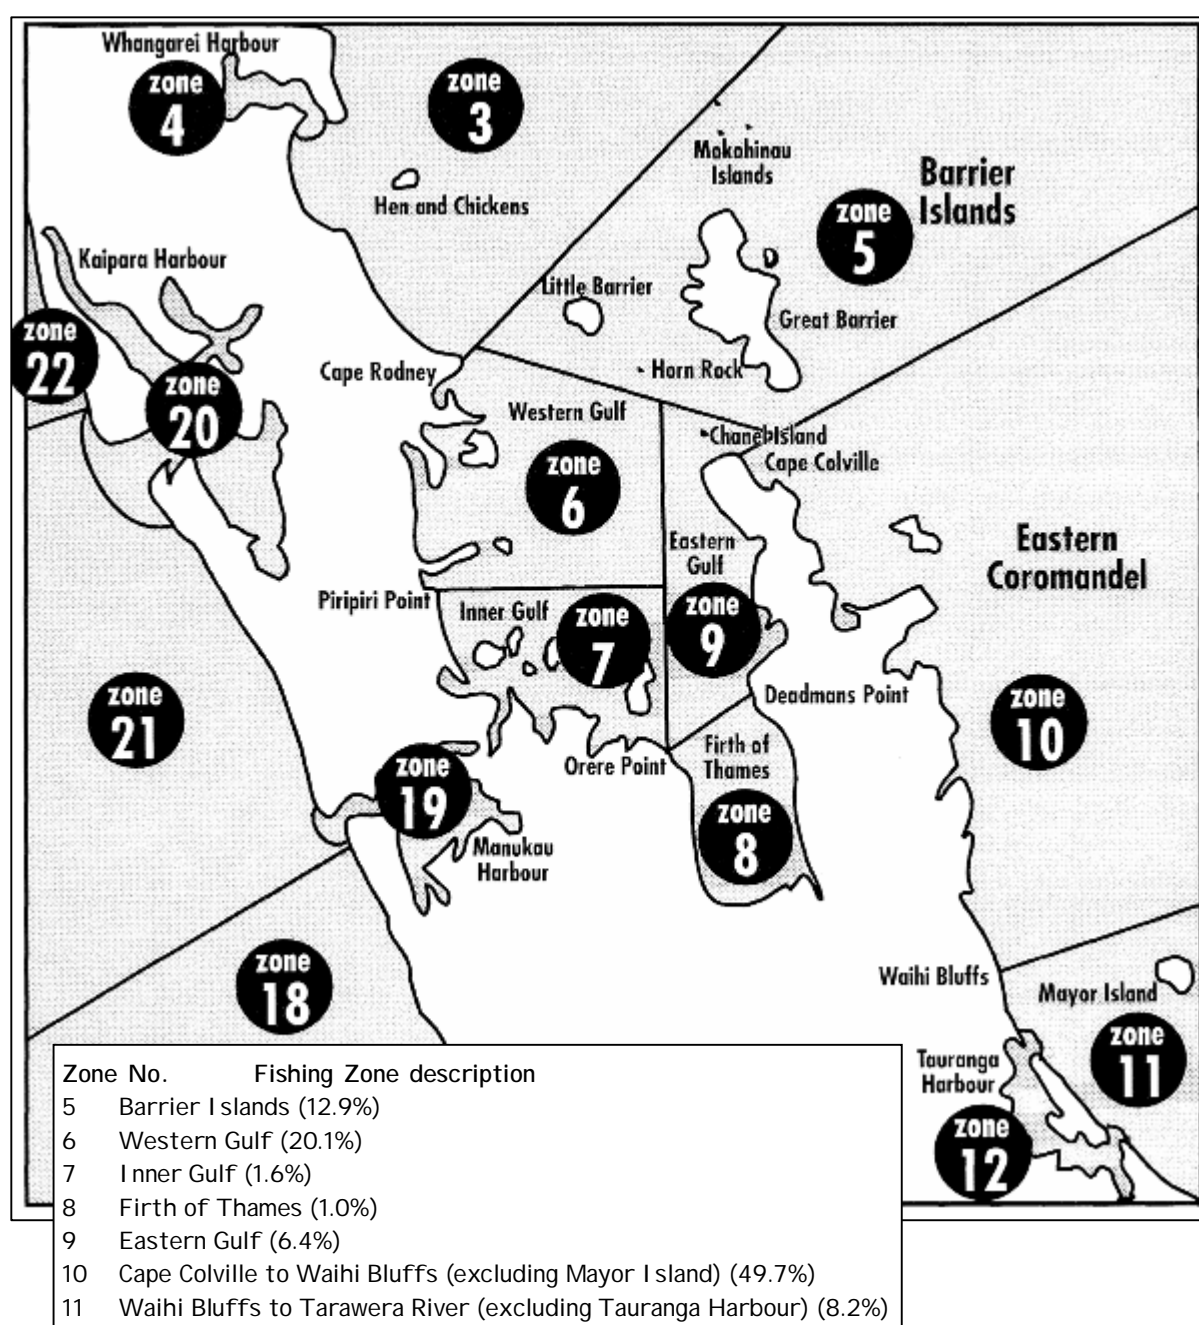 Whangarei Harbour
zone
4
zone
3
Mokohinau
Islands
Barrier
Islands
zone
5
Hen and Chickens
Kaipara Harbour
Little Barrier
Great Barrier
zone
22
Cape Rodney
Horn Rock
zone
20
Western Gulf
Chanel Island
Cape Colville
zone
6
Eastern
Gulf
Eastern
Coromandel
Piripiri Point
Inner Gulf
zone
7
zone
9
zone
21
Deadmans Point
zone
10
Orere Point
Firth of
Thames
zone
19
zone
8
Manukau
Harbour
zone
18
Waihi Bluffs
Mayor Island
zone
11
Tauranga
Harbour
zone
12
Zone No. Fishing Zone description
5 Barrier Islands (12.9%)
6 Western Gulf (20.1%)
7 Inner Gulf (1.6%)
8 Firth of Thames (1.0%)
9 Eastern Gulf (6.4%)
10 Cape Colville to Waihi Bluffs (excluding Mayor Island) (49.7%)
11 Waihi Bluffs to Tarawera River (excluding Tauranga Harbour) (8.2%)